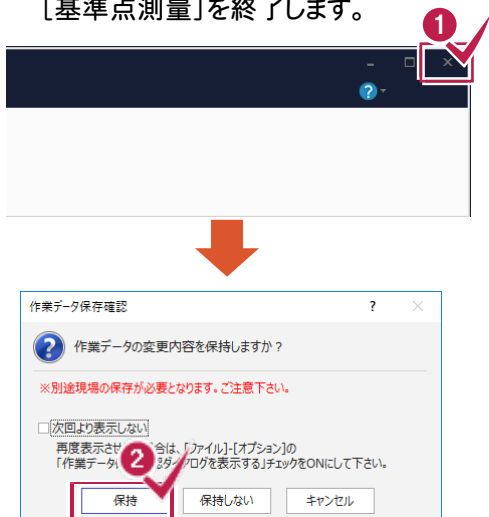 [基準点測量]を終了します。
1
?
作業データ保存確認 ?
? 作業データの変更内容を保持しますか？
※別途現場の保存が必要となります。ご注意下さい。
次回より表示しない
再度表示させ 合は、[ファイル]-[オプション]の
「作業データ ダイアログを表示する」チェックをONにして下さい。
2
保持 保持しない キャンセル